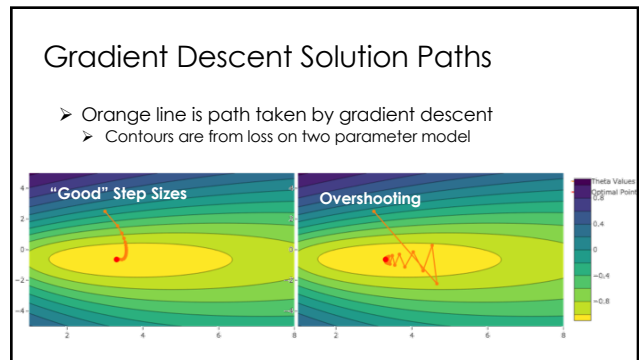 Gradient Descent Solution Paths
➢ Orange line is path taken by gradient descent
➢ Contours are from loss on two parameter model
“Good” Step Sizes
Overshooting
Theta Values
Optimal Point
4
2
0
−2
−4
2
4
6
8
2
4
6
8
0.8
0.4
0
−0.4
−0.8